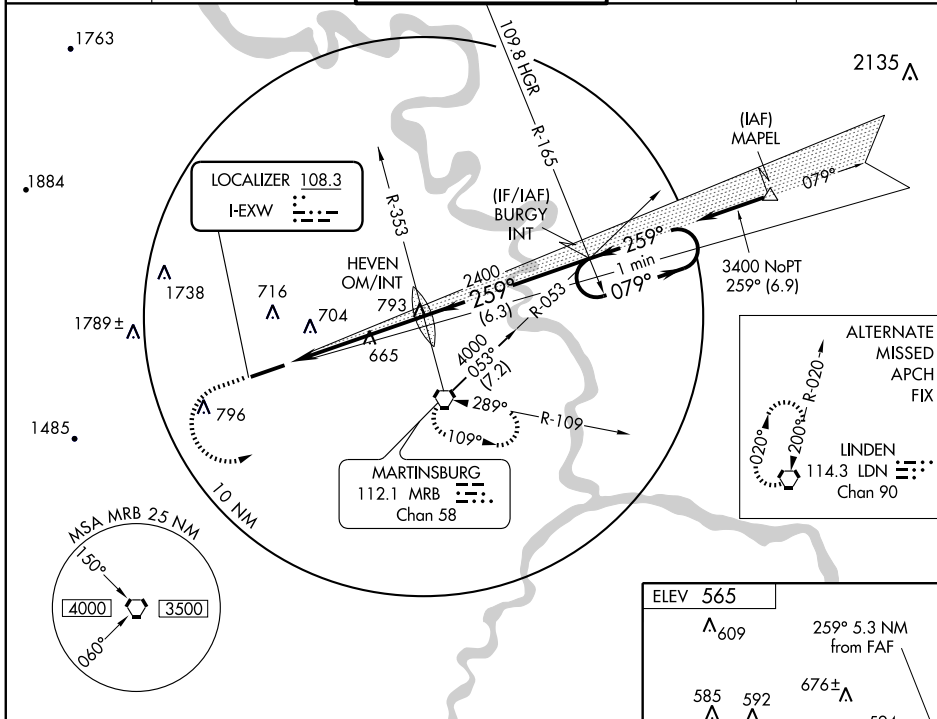 1763
109.8 HGR
R-165
2135
(IAF)
MAPEL
079°
1884
LOCALIZER 108.3
I-EXW
R-353
(IF/IAF)
BURGY
INT
259°
1 min
079°
3400 NoPT
259° (6.9)
HEVEN
OM/INT
2400
259°
(6.3)
R-053
1738
716
793
704
1789±
665
4000
053°
(7.2)
796
289°
R-109
109°
1485
MARTINSBURG
112.1 MRB
Chan 58
10 NM
ALTERNATE
MISSED
APCH
FIX
R-020
020°
200°
LINDEN
114.3 LDN
Chan 90
MSA MRB 25 NM
150°
4000
3500
060°
ELEV 565
609
259° 5.3 NM
from FAF
676±
585
592